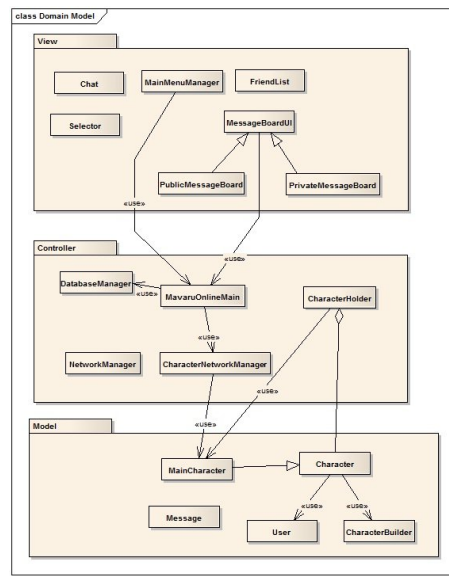 class Domain Model
View
Chat
MainMenuManager
FriendList
Selector
MessageBoardUI
PublicMessageBoard
PrivateMessageBoard
«use»
«use»
Controller
DatabaseManager
«use»
MavaruOnlineMain
CharacterHolder
«use»
NetworkManager
CharacterNetworkManager
«use»
«use»
Model
MainCharacter
Character
Message
«use»
«use»
User
CharacterBuilder